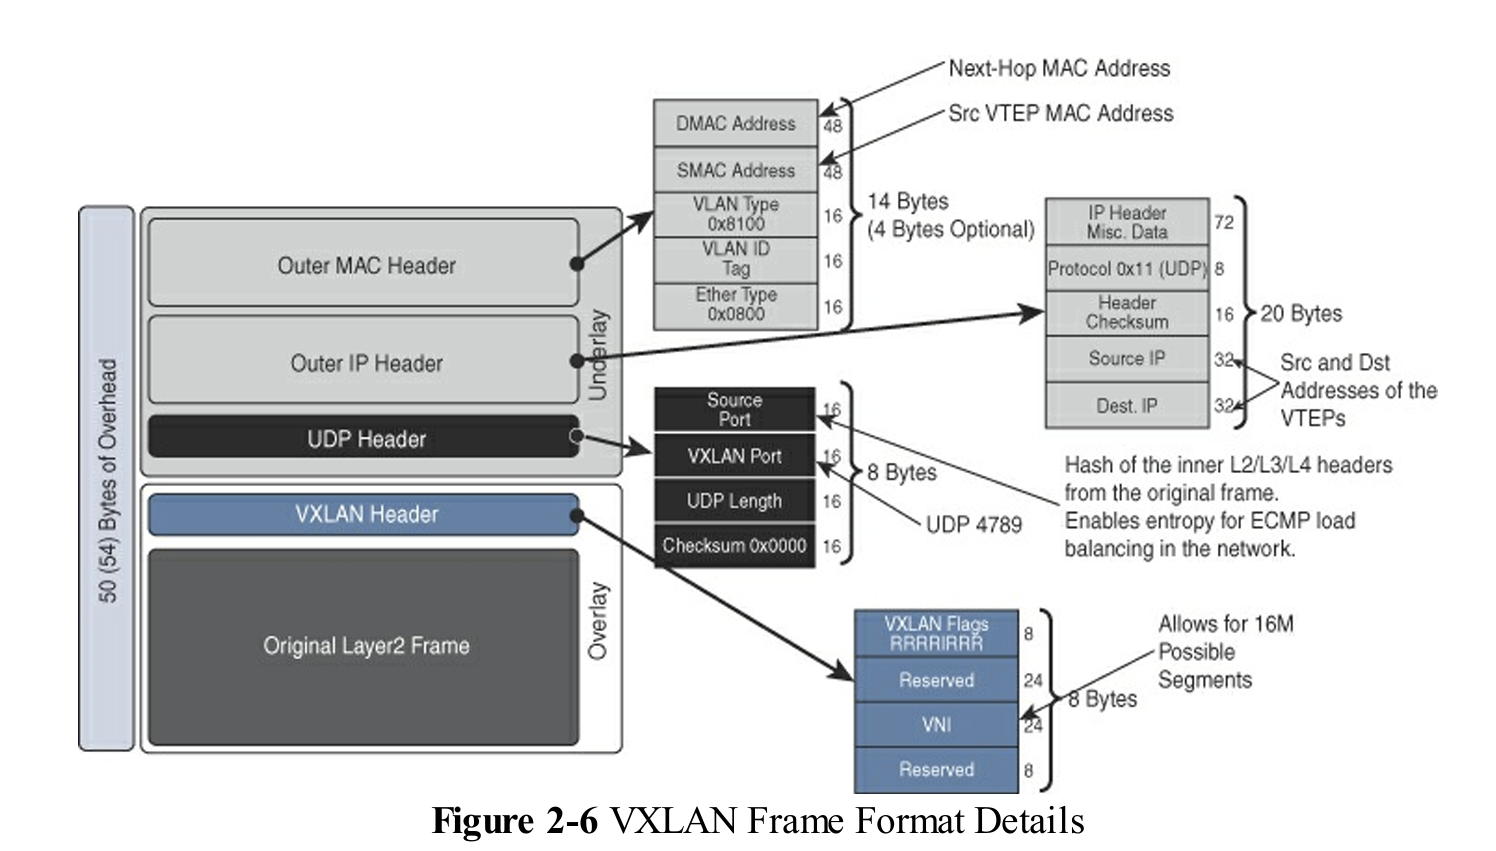 Next-Hop MAC Address
Src VTEP MAC Address
DMAC Address
48
SMAC Address
48
VLAN Type
0x8100
16
VLAN ID
Tag
16
Ether Type
0x0800
16
14 Bytes
(4 Bytes Optional)
IP Header
Misc. Data
72
Protocol 0x11 (UDP)
8
Header
Checksum
16
Source IP
32
Dest. IP
32
20 Bytes
Src and Dst
Addresses of the
VTEPs
50 (54) Bytes of Overhead
Outer MAC Header
Outer IP Header
UDP Header
Underlay
VXLAN Header
Original Layer2 Frame
Overlay
Source
Port
16
VXLAN Port
16
UDP Length
16
Checksum 0x0000
16
8 Bytes
UDP 4789
Hash of the inner L2/L3/L4 headers
from the original frame.
Enables entropy for ECMP load
balancing in the network.
VXLAN Flags
RRRRIRRR
8
Reserved
24
VNI
24
Reserved
8
8 Bytes
Allows for 16M
Possible
Segments
Figure 2-6 VXLAN Frame Format Details